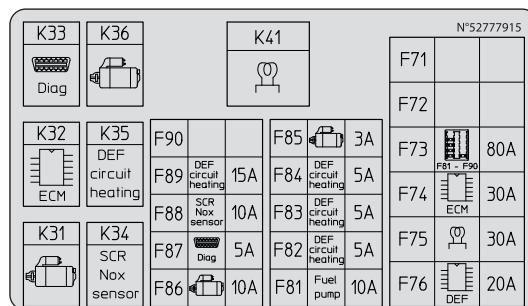 N°52777915
K33
Diag
K36
K41
K32
ECM
K35
DEF
circuit
heating
K31
K34
SCR
Nox
sensor
F90
F89 DEF circuit heating 15A
F88 SCR Nox sensor 10A
F87 Diag 5A
F86 10A
F85 3A
F84 DEF circuit heating 5A
F83 DEF circuit heating 5A
F82 DEF circuit heating 5A
F81 Fuel pump 10A
F71
F72
F73 F81 - F90 80A
F74 ECM 30A
F75 30A
F76 DEF 20A